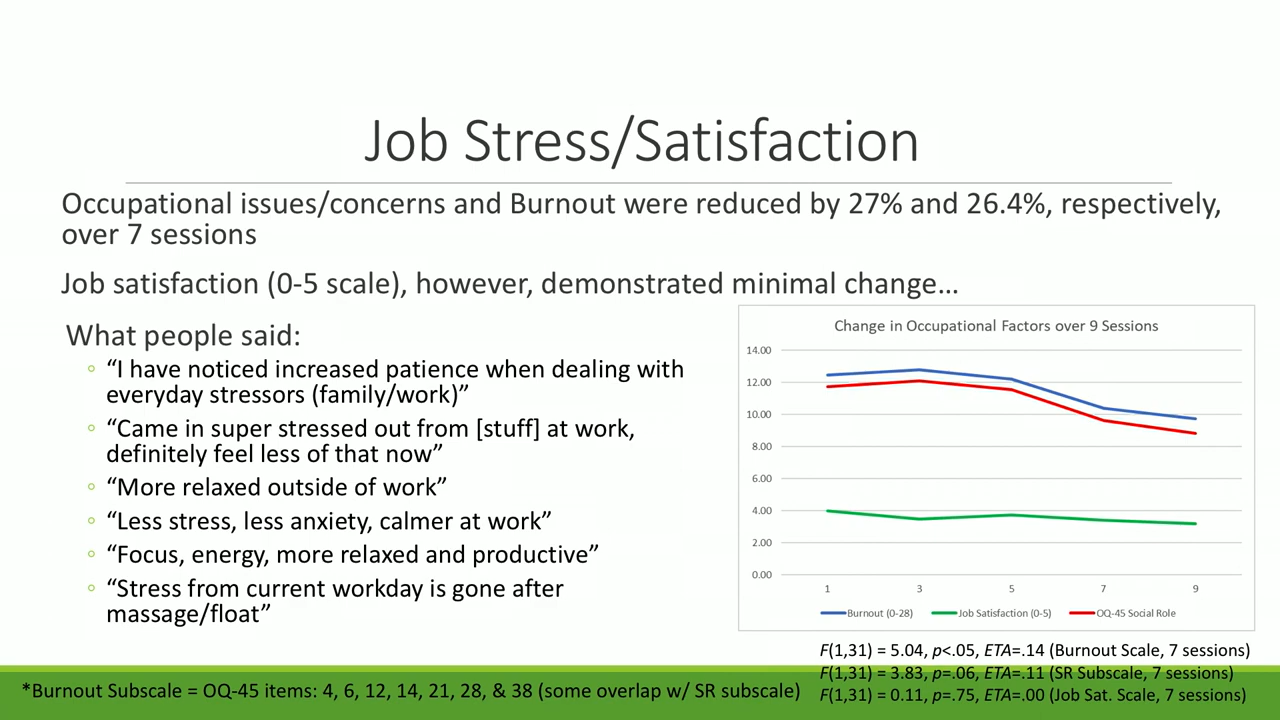 Job Stress/Satisfaction
Occupational issues/concerns and Burnout were reduced by 27% and 26.4%, respectively,
over 7 sessions
Job satisfaction (0-5 scale), however, demonstrated minimal change…
What people said:
◦ “I have noticed increased patience when dealing with
everyday stressors (family/work)”
◦ “Came in super stressed out from [stuff] at work,
definitely feel less of that now”
◦ “More relaxed outside of work”
◦ “Less stress, less anxiety, calmer at work”
◦ “Focus, energy, more relaxed and productive”
◦ “Stress from current workday is gone after
massage/float”
Change in Occupational Factors over 9 Sessions
14.00
12.00
10.00
8.00
6.00
4.00
2.00
0.00
1 3 5 7 9
Burnout (0-28) Job Satisfaction (0-5) OQ-45 Social Role
F(1,31) = 5.04, p<.05, ETA=.14 (Burnout Scale, 7 sessions)
F(1,31) = 3.83, p=.06, ETA=.11 (SR Subscale, 7 sessions)
F(1,31) = 0.11, p=.75, ETA=.00 (Job Sat. Scale, 7 sessions)
*Burnout Subscale = OQ-45 items: 4, 6, 12, 14, 21, 28, & 38 (some overlap w/ SR subscale)